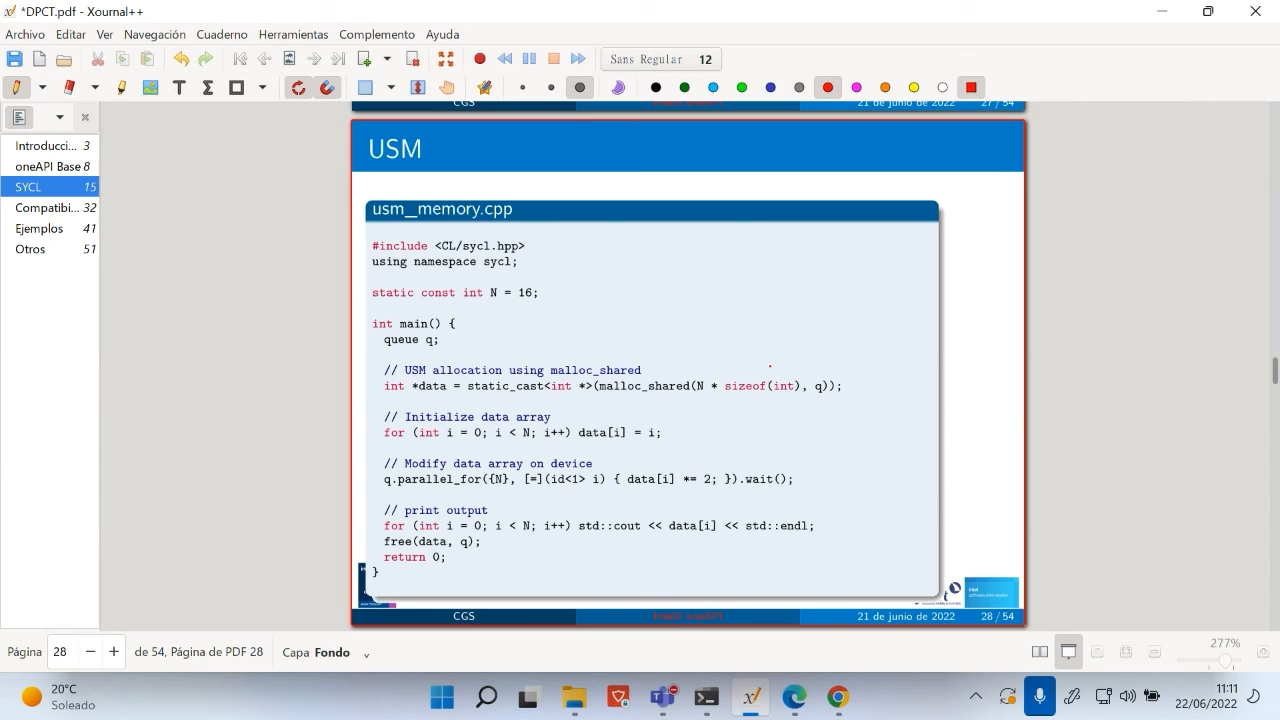 *DPCT.pdf - Xournal++
Archivo Editar Ver Navegación Cuaderno Herramientas Complemento Ayuda
Sans Regular 12
CGS 21 de junio de 2022 27 / 54
Introducci... 3
oneAPI Base 8
SYCL 15
Compatibi... 32
Ejemplos 41
Otros 51
USM
usm_memory.cpp
#include <CL/sycl.hpp>
using namespace sycl;
static const int N = 16;
int main() {
queue q;
// USM allocation using malloc_shared
int *data = static_cast<int *>(malloc_shared(N * sizeof(int), q));
// Initialize data array
for (int i = 0; i < N; i++) data[i] = i;
// Modify data array on device
q.parallel_for({N}, [=](id<1> i) { data[i] *= 2; }).wait();
// print output
for (int i = 0; i < N; i++) std::cout << data[i] << std::endl;
free(data, q);
return 0;
}
CGS 21 de junio de 2022 28 / 54
Página 28 de 54, Página de PDF 28 Capa Fondo 277%
20°C
Soleado
11:11
22/06/2022